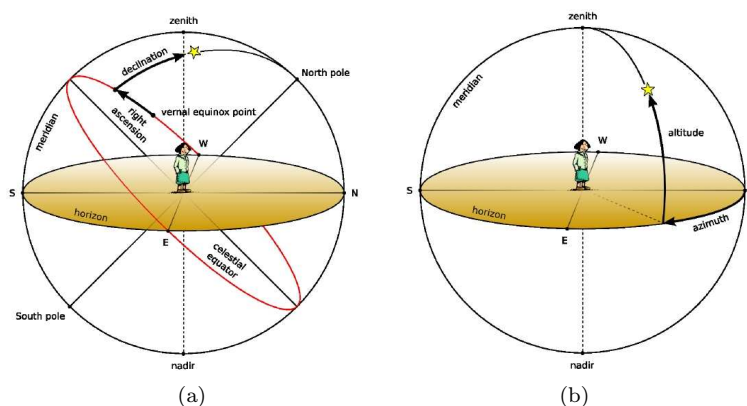 zenith
declination
North pole
vernal equinox point
right
ascension
meridian
W
S
N
horizon
E
celestial
equator
South pole
nadir
(a)
zenith
meridian
altitude
W
S
horizon
azimuth
E
nadir
(b)